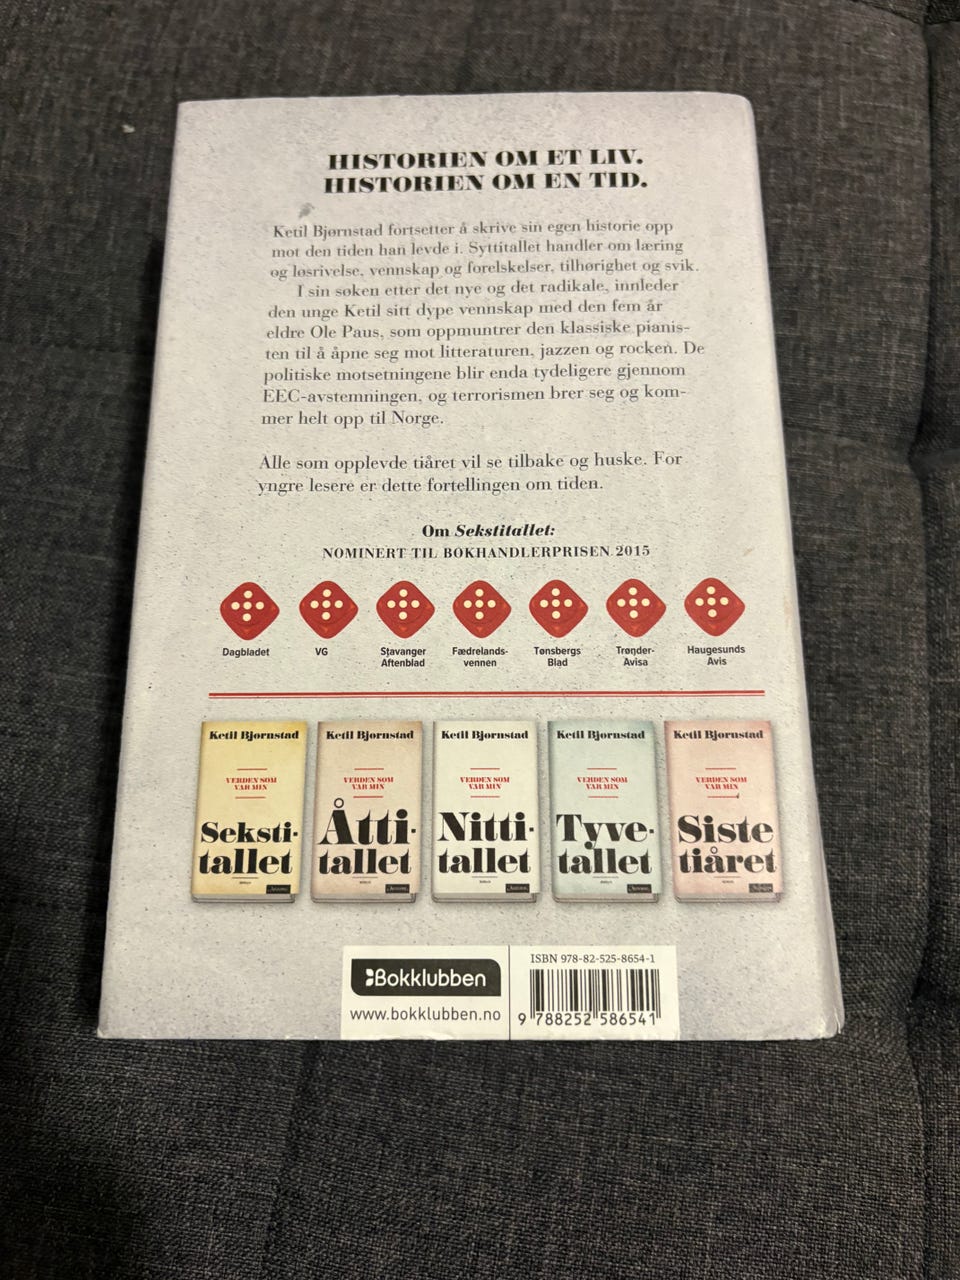 HISTORIEN OM ET LIV.
HISTORIEN OM EN TID.
Ketil Bjørnstad fortsetter å skrive sin egen historie opp
mot den tiden han levde i. Syttitallet handler om læring
og løsrivelse, vennskap og forelskelser, tilhørighet og svik.
I sin søken etter det nye og det radikale, innleder
den unge Ketil sitt dype vennskap med den fem år
eldre Ole Paus, som oppmuntrer den klassiske pianis-
ten til å åpne seg mot litteraturen, jazzen og rocken. De
politiske motsetningene blir enda tydeligere gjennom
EEC-avstemningen, og terrorismen brer seg og kom-
mer helt opp til Norge.
Alle som opplevde tiåret vil se tilbake og huske. For
yngre lesere er dette fortellingen om tiden.
Om Sekstitallet:
NOMINERT TIL BOKHANDLERPRISEN 2015
Dagbladet
VG
Stavanger
Aftenblad
Fædrelands-
vennen
Tønsbergs
Blad
Trønder-
Avisa
Haugesunds
Avis
Ketil Bjørnstad
VERDEN SOM
VAR MIN
Seksti-
tallet
Ketil Bjørnstad
VERDEN SOM
VAR MIN
Åtti-
tallet
Ketil Bjørnstad
VERDEN SOM
VAR MIN
Nitti-
tallet
Ketil Bjørnstad
VERDEN SOM
VAR MIN
Tyve-
tallet
Ketil Bjørnstad
VERDEN SOM
VAR MIN
Siste
tiåret
Bokklubben
www.bokklubben.no
ISBN 978-82-525-8654-1
9 788252 586541